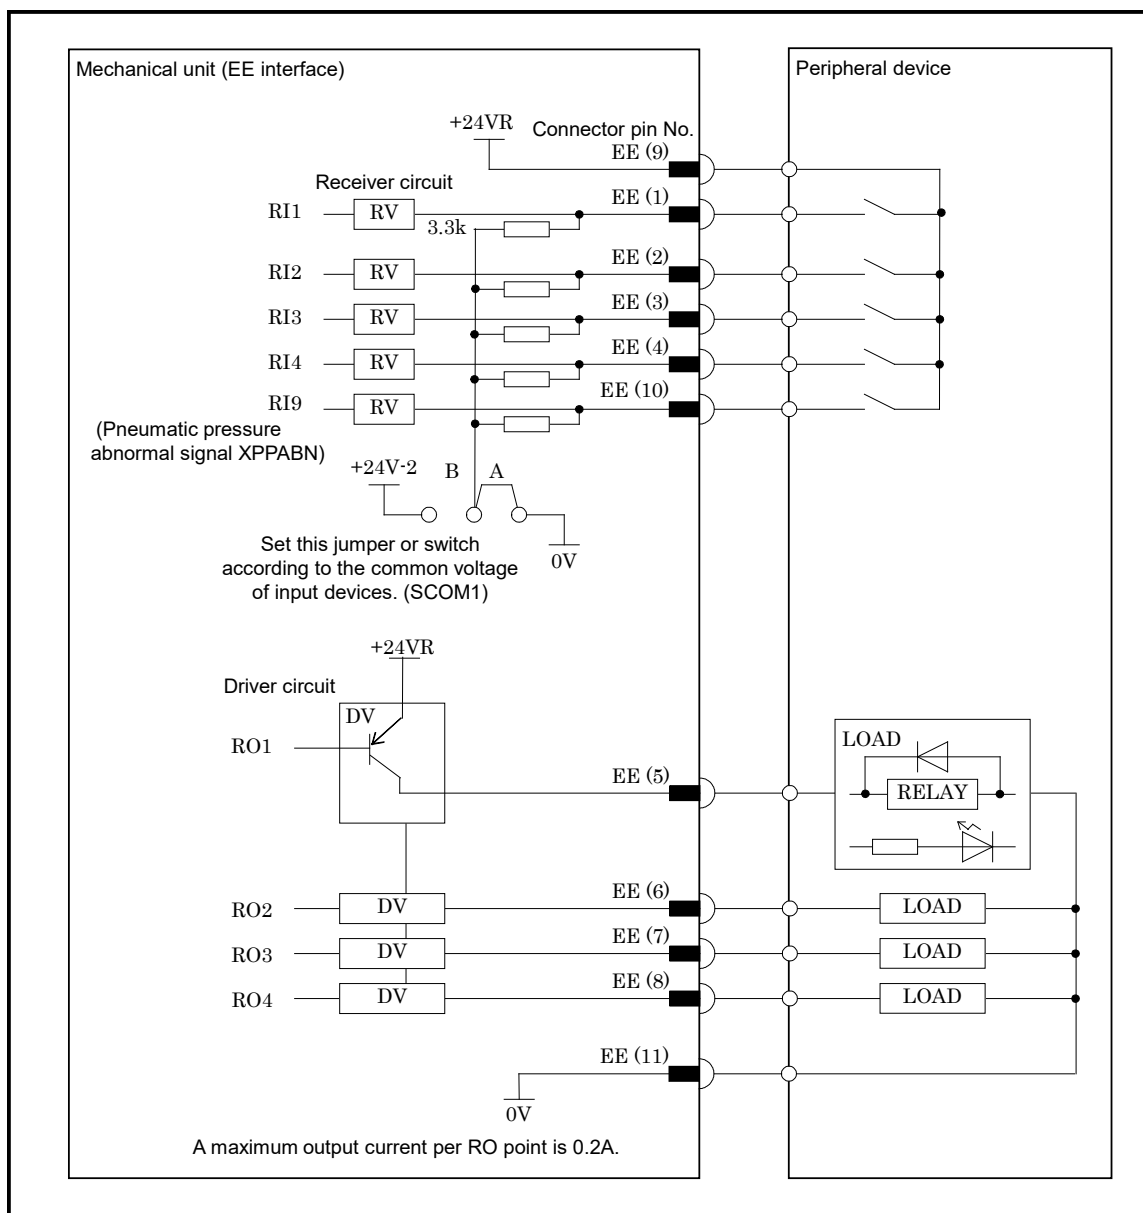 Mechanical unit (EE interface)
Peripheral device
+24VR
Connector pin No.
EE (9)
Receiver circuit
RI1
RV
EE (1)
3.3k
RI2
RV
EE (2)
RI3
RV
EE (3)
RI4
RV
EE (4)
RI9
RV
EE (10)
(Pneumatic pressure
abnormal signal XPPABN)
+24V-2
B
A
0V
Set this jumper or switch
according to the common voltage
of input devices. (SCOM1)
+24VR
Driver circuit
DV
RO1
EE (5)
LOAD
RELAY
RO2
DV
EE (6)
LOAD
RO3
DV
EE (7)
LOAD
RO4
DV
EE (8)
LOAD
EE (11)
0V
A maximum output current per RO point is 0.2A.